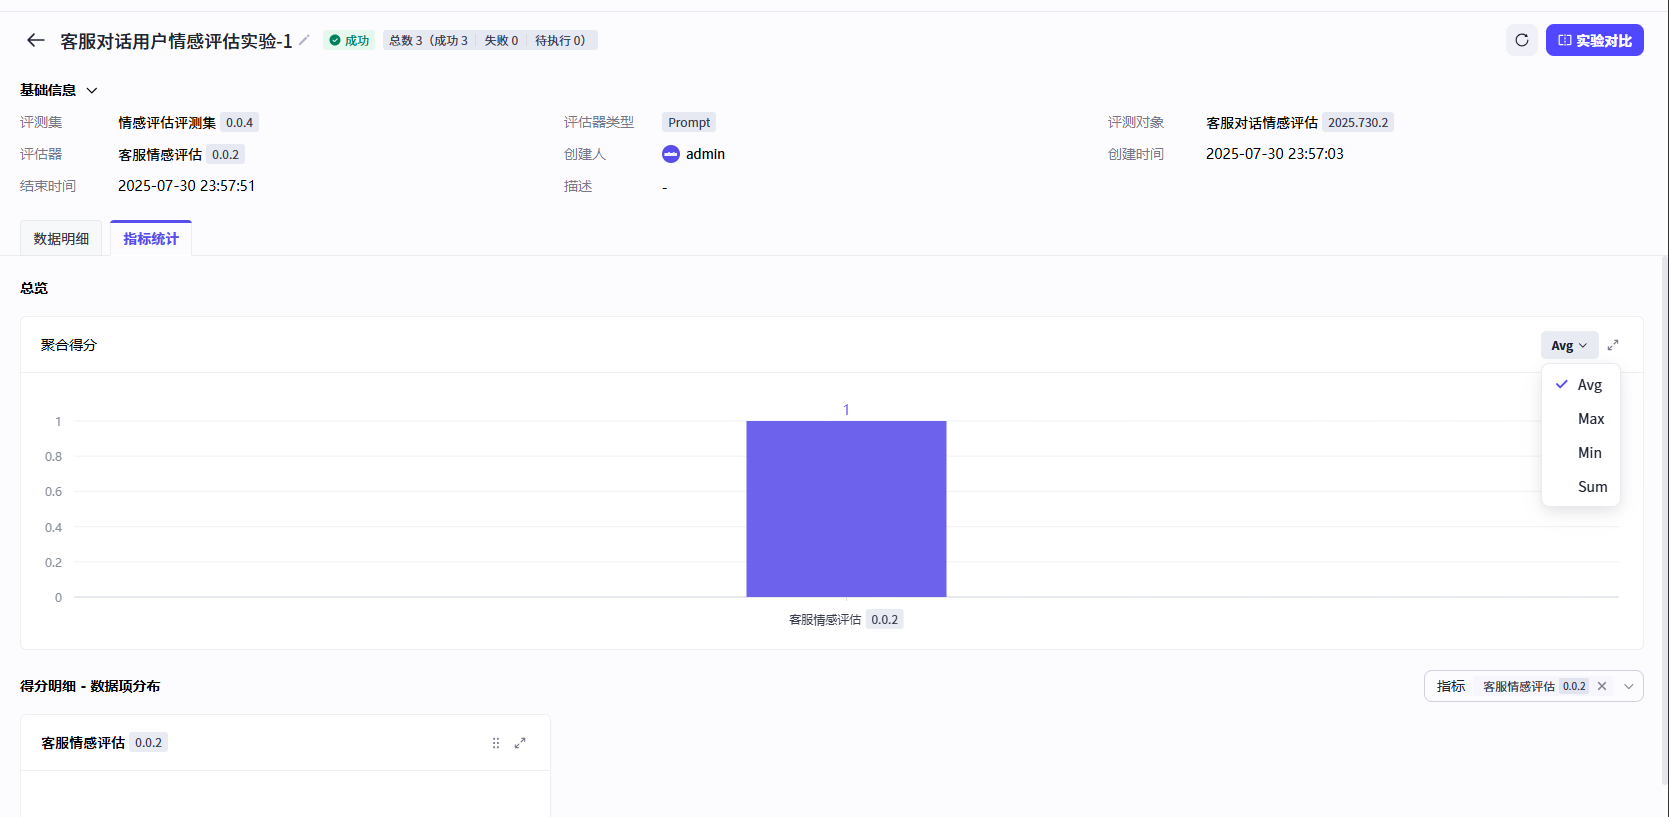 客服对话用户情感评估实验-1 成功 总数 3（成功 3 失败 0 待执行 0） 实验对比
基础信息
评测集 情感评估评测集 0.0.4 评估器类型 Prompt 评测对象 客服对话情感评估 2025.730.2
评估器 客服情感评估 0.0.2 创建人 admin 创建时间 2025-07-30 23:57:03
结束时间 2025-07-30 23:57:51 描述 -
数据明细 指标统计
总览
聚合得分 Avg
Avg
Max
Min
Sum
1
1
0.8
0.6
0.4
0.2
0
客服情感评估 0.0.2
得分明细 - 数据项分布 指标 客服情感评估 0.0.2
客服情感评估 0.0.2